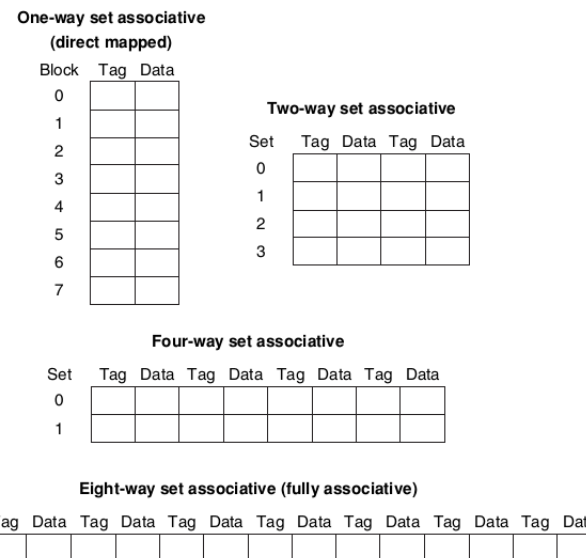 One-way set associative
(direct mapped)
Block Tag Data
0
1
2
3
4
5
6
7
Two-way set associative
Set Tag Data Tag Data
0
1
2
3
Four-way set associative
Set Tag Data Tag Data Tag Data Tag Data
0
1
Eight-way set associative (fully associative)
Data Tag Data Tag Data Tag Data Tag Data Tag Data Tag